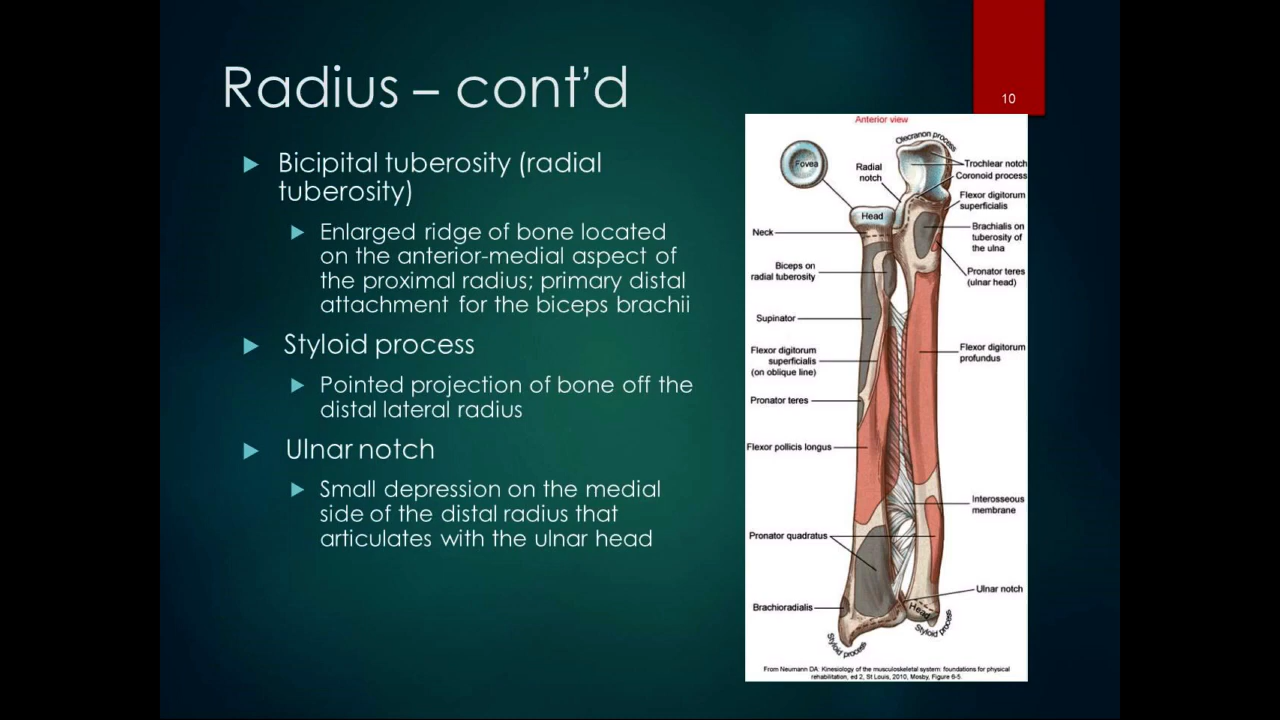 Radius – cont’d
10
Bicipital tuberosity (radial
tuberosity)
Enlarged ridge of bone located
on the anterior-medial aspect of
the proximal radius; primary distal
attachment for the biceps brachii
Styloid process
Pointed projection of bone off the
distal lateral radius
Ulnar notch
Small depression on the medial
side of the distal radius that
articulates with the ulnar head
Anterior view
Olecranon process
Fovea
Radial
notch
Trochlear notch
Coronoid process
Flexor digitorum
superficialis
Head
Neck
Brachialis on
tuberosity of
the ulna
Biceps on
radial tuberosity
Pronator teres
(ulnar head)
Supinator
Flexor digitorum
superficialis
(on oblique line)
Flexor digitorum
profundus
Pronator teres
Flexor pollicis longus
Interosseous
membrane
Pronator quadratus
Ulnar notch
Brachioradialis
Head
Styloid process
Styloid process
From Neumann DA: Kinesiology of the musculoskeletal system: foundations for physical
rehabilitation, ed 2, St Louis, 2010, Mosby, Figure 6-5.